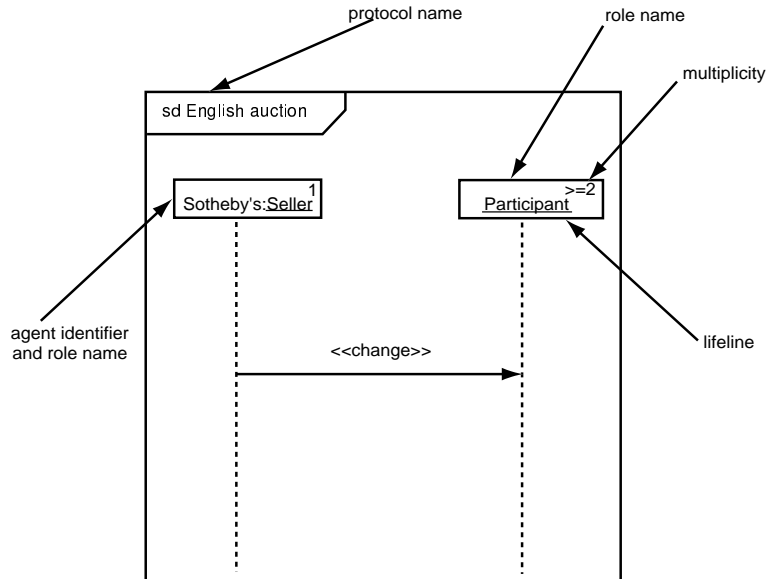 protocol name
role name
multiplicity
sd English auction
1
Sotheby's:Seller
>=2
Participant
agent identifier
and role name
<<change>>
lifeline